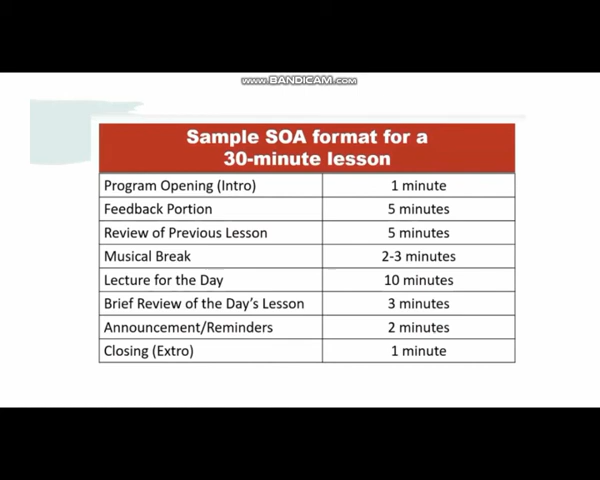 www.BANDICAM.com
Sample SOA format for a
30-minute lesson
Program Opening (Intro) 1 minute
Feedback Portion 5 minutes
Review of Previous Lesson 5 minutes
Musical Break 2-3 minutes
Lecture for the Day 10 minutes
Brief Review of the Day's Lesson 3 minutes
Announcement/Reminders 2 minutes
Closing (Extro) 1 minute